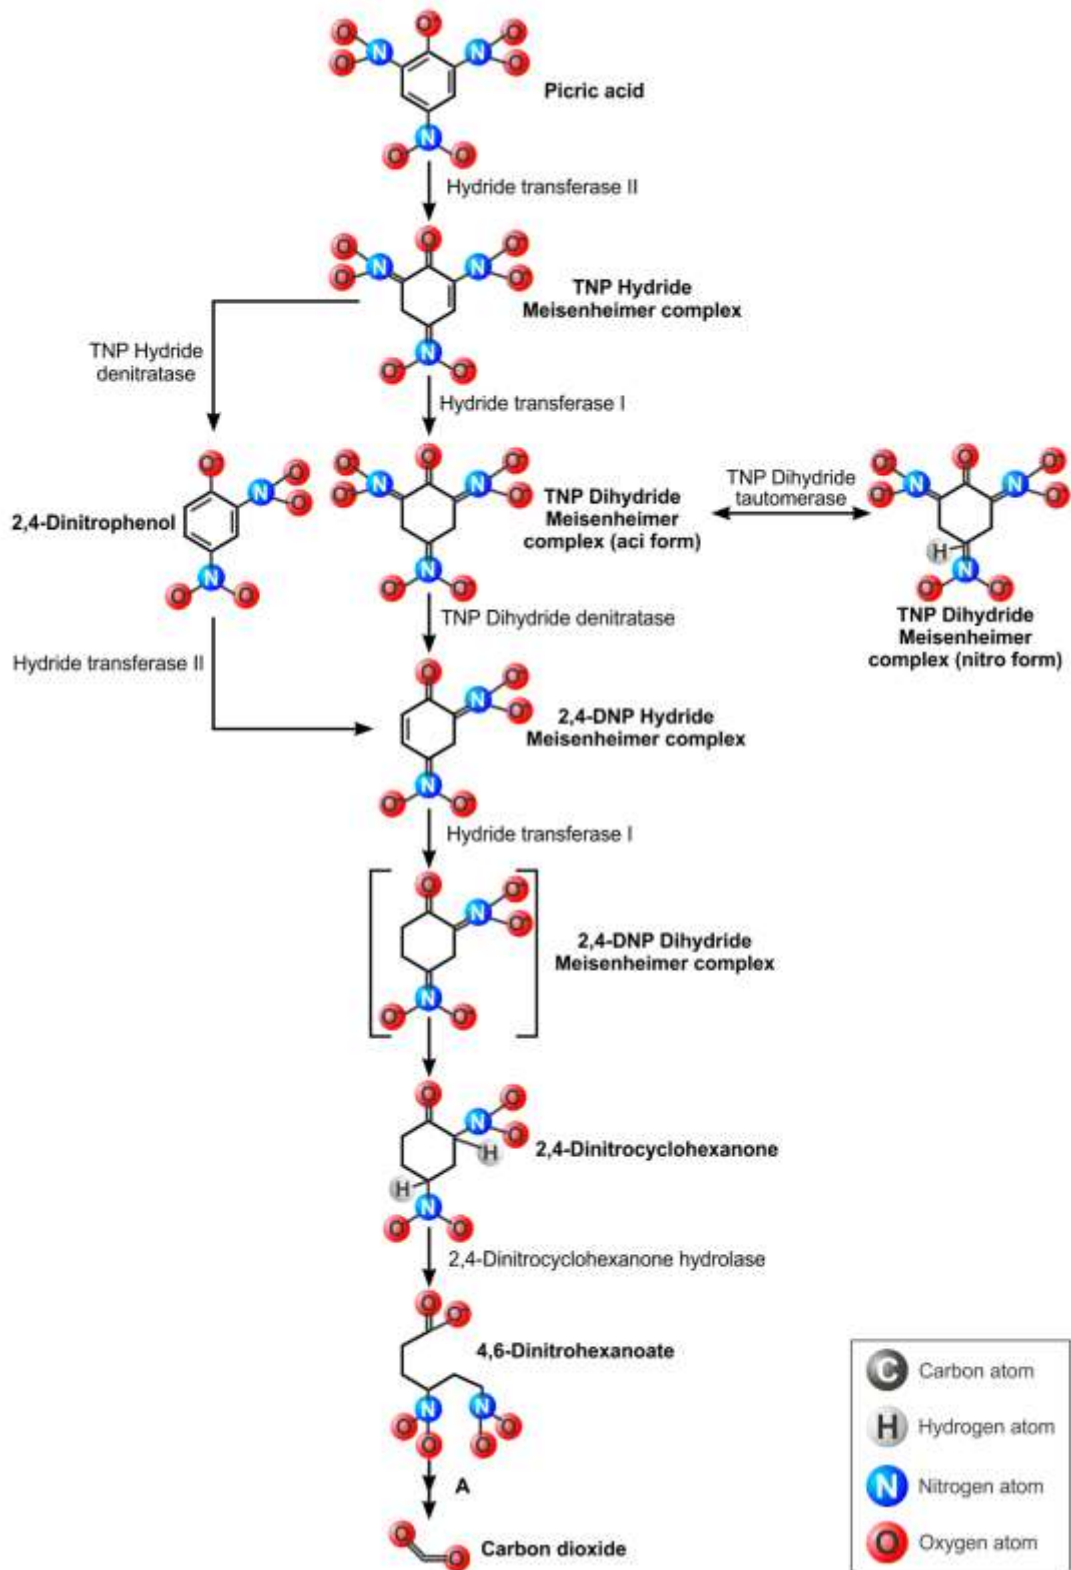 Picric acid
Hydride transferase II
TNP Hydride
Meisenheimer complex
TNP Hydride
denitratase
Hydride transferase I
2,4-Dinitrophenol
TNP Dihydride
Meisenheimer
complex (aci form)
TNP Dihydride
tautomerase
H
TNP Dihydride
Meisenheimer
complex (nitro form)
TNP Dihydride denitratase
Hydride transferase II
2,4-DNP Hydride
Meisenheimer complex
Hydride transferase I
2,4-DNP Dihydride
Meisenheimer complex
2,4-Dinitrocyclohexanone
H
H
2,4-Dinitrocyclohexanone hydrolase
4,6-Dinitrohexanoate
A
Carbon dioxide
C Carbon atom
H Hydrogen atom
N Nitrogen atom
O Oxygen atom